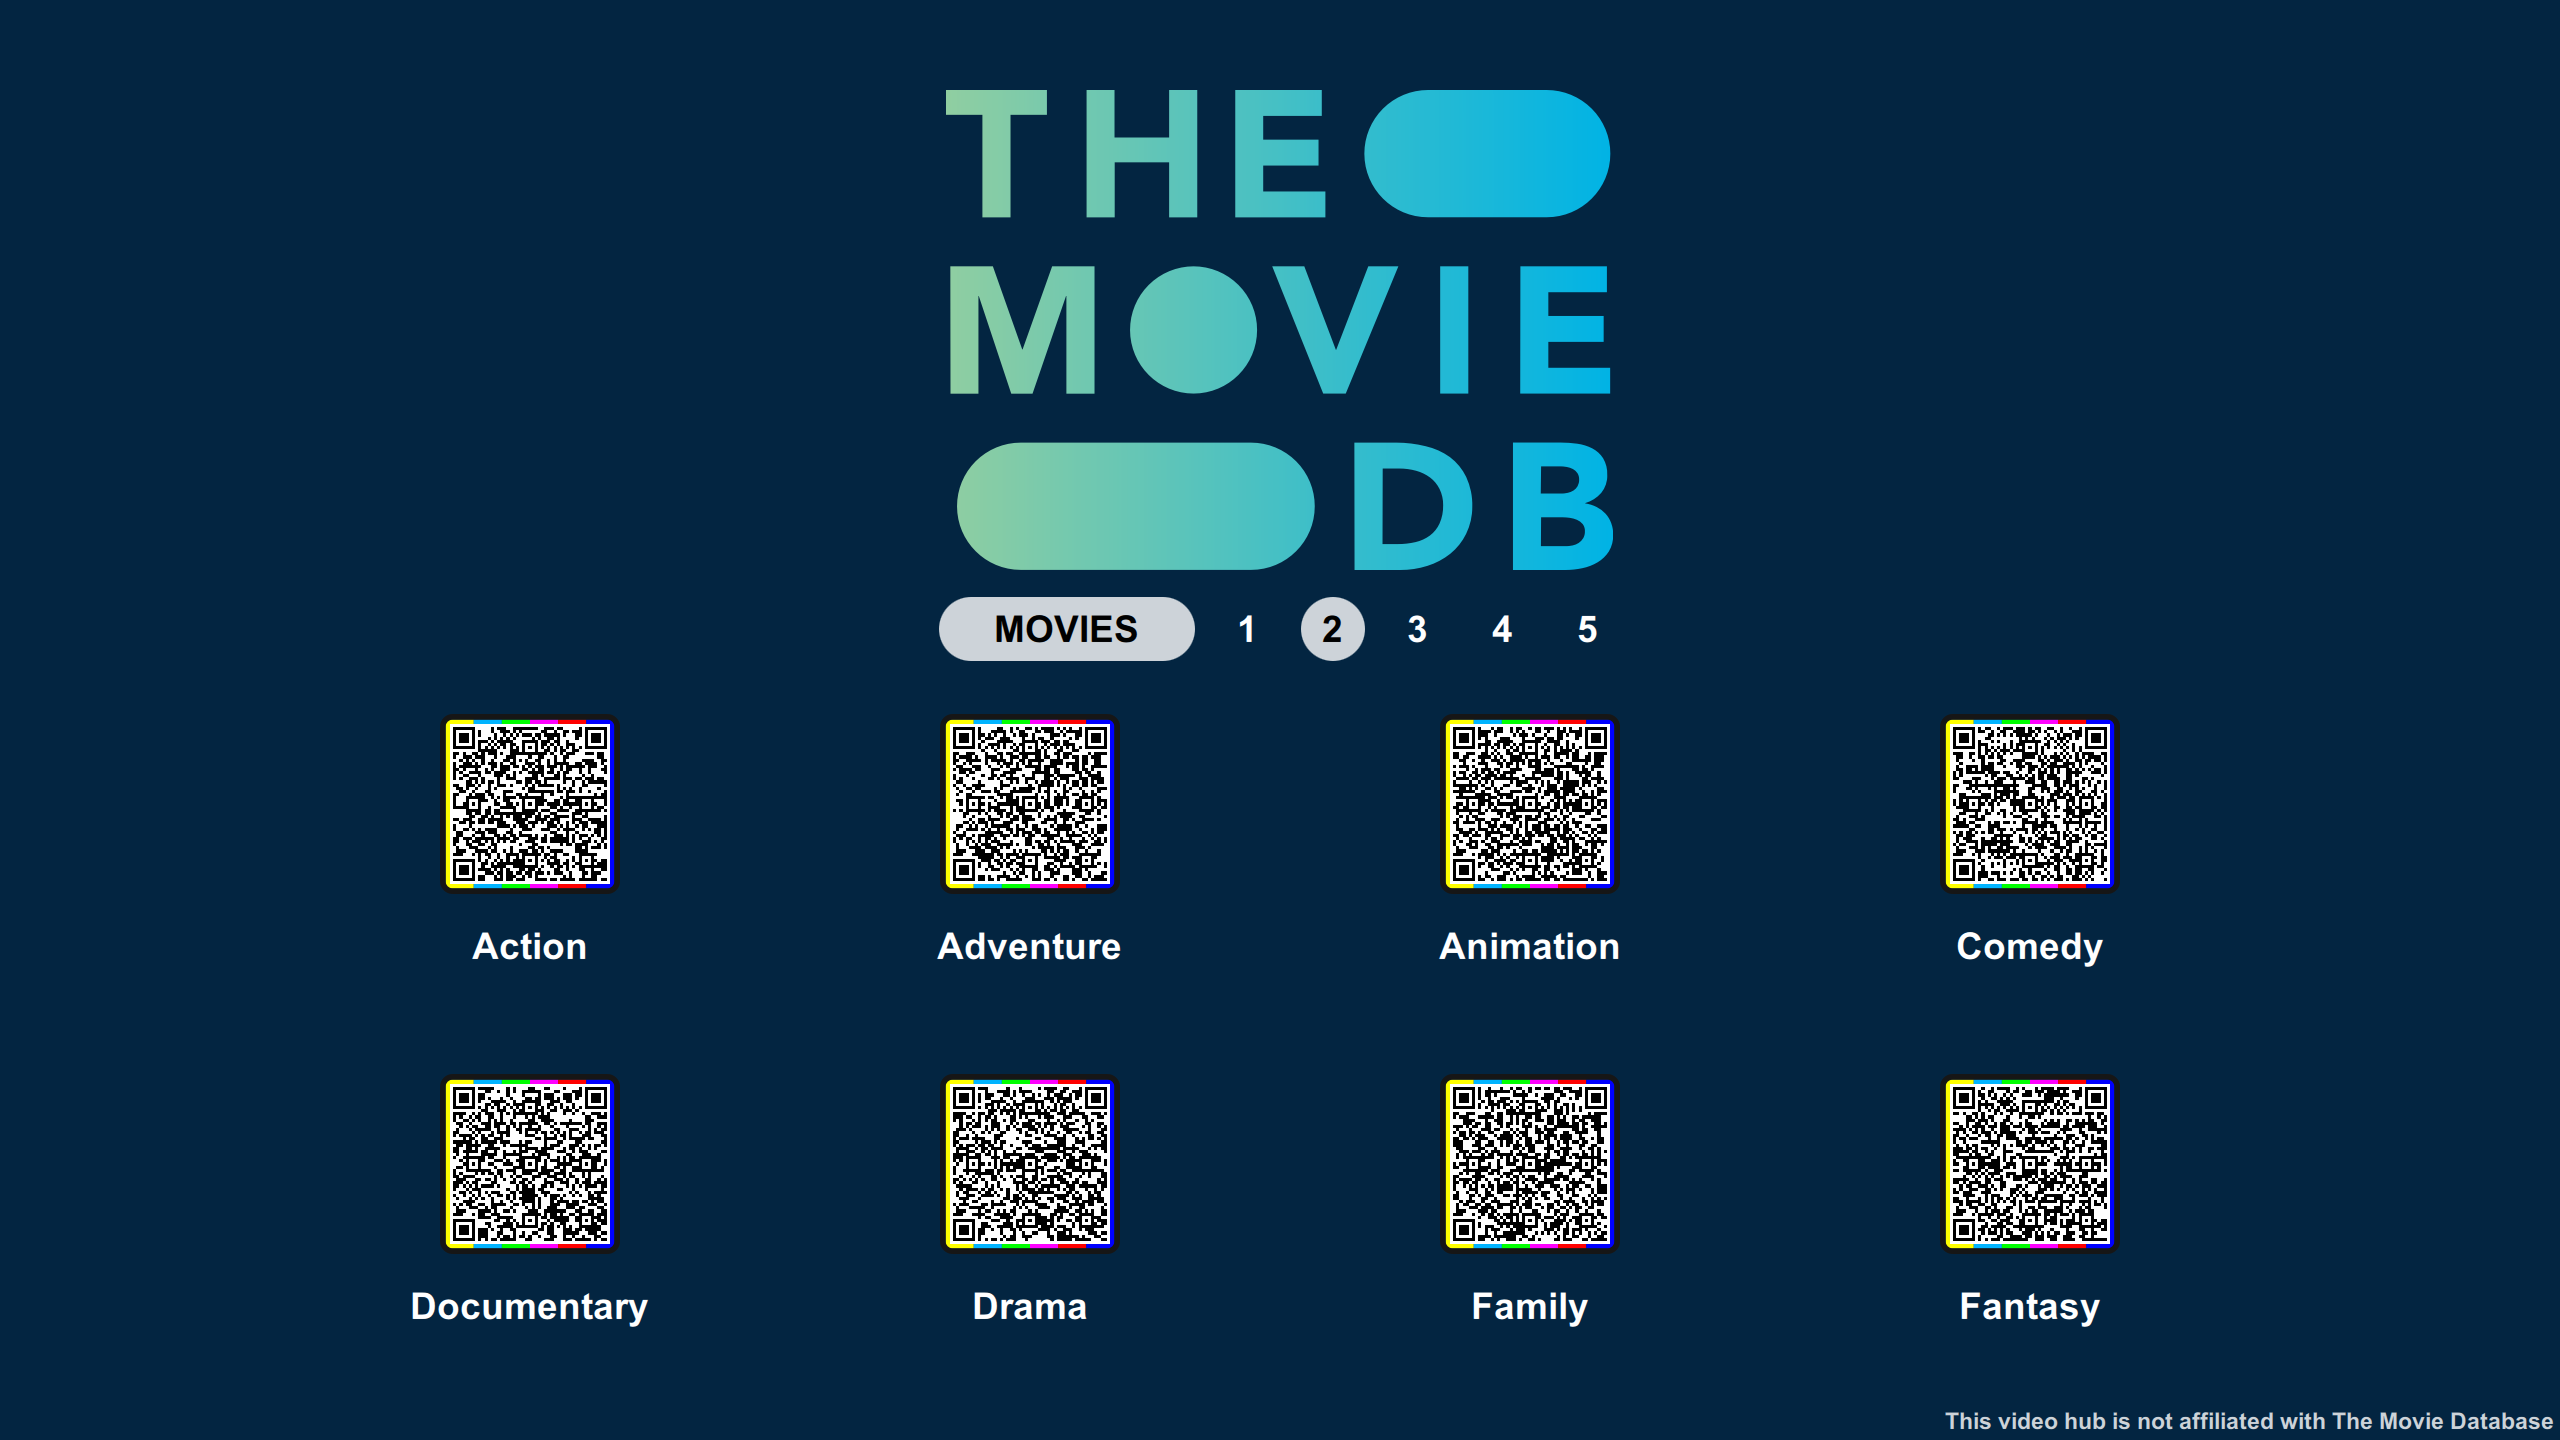 THE
MOVIE
DB
MOVIES 1 2 3 4 5
Action Adventure Animation Comedy
Documentary Drama Family Fantasy
This video hub is not affiliated with The Movie Database